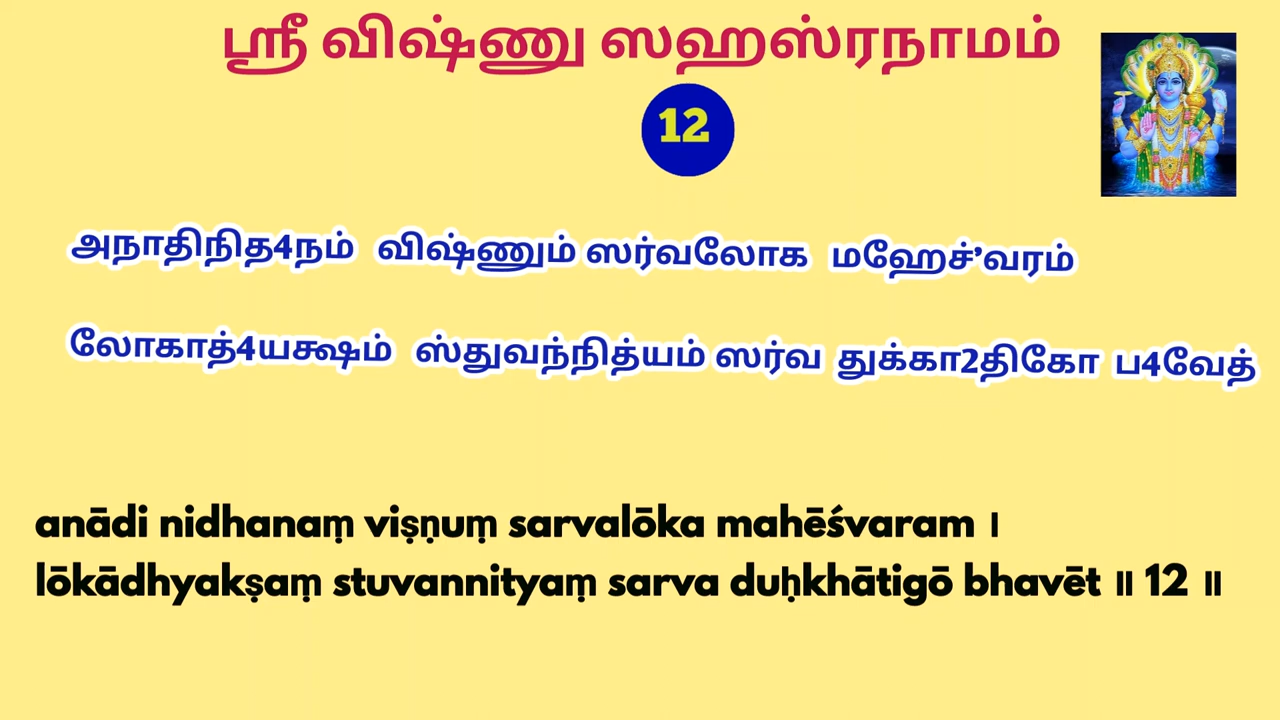 ஸ்ரீ விஷ்ணு ஸஹஸ்ரநாமம்
12
அநாதிநித4நம் விஷ்ணும் ஸர்வலோக மஹேச்’வரம்
லோகாத்4யக்ஷம் ஸ்துவந்நித்யம் ஸர்வ துக்கா2திகோ ப4வேத்
anādi nidhanaṃ viṣṇuṃ sarvalōka mahēśvaram ।
lōkādhyakṣaṃ stuvannityaṃ sarva duḥkhātigō bhavēt ॥ 12 ॥